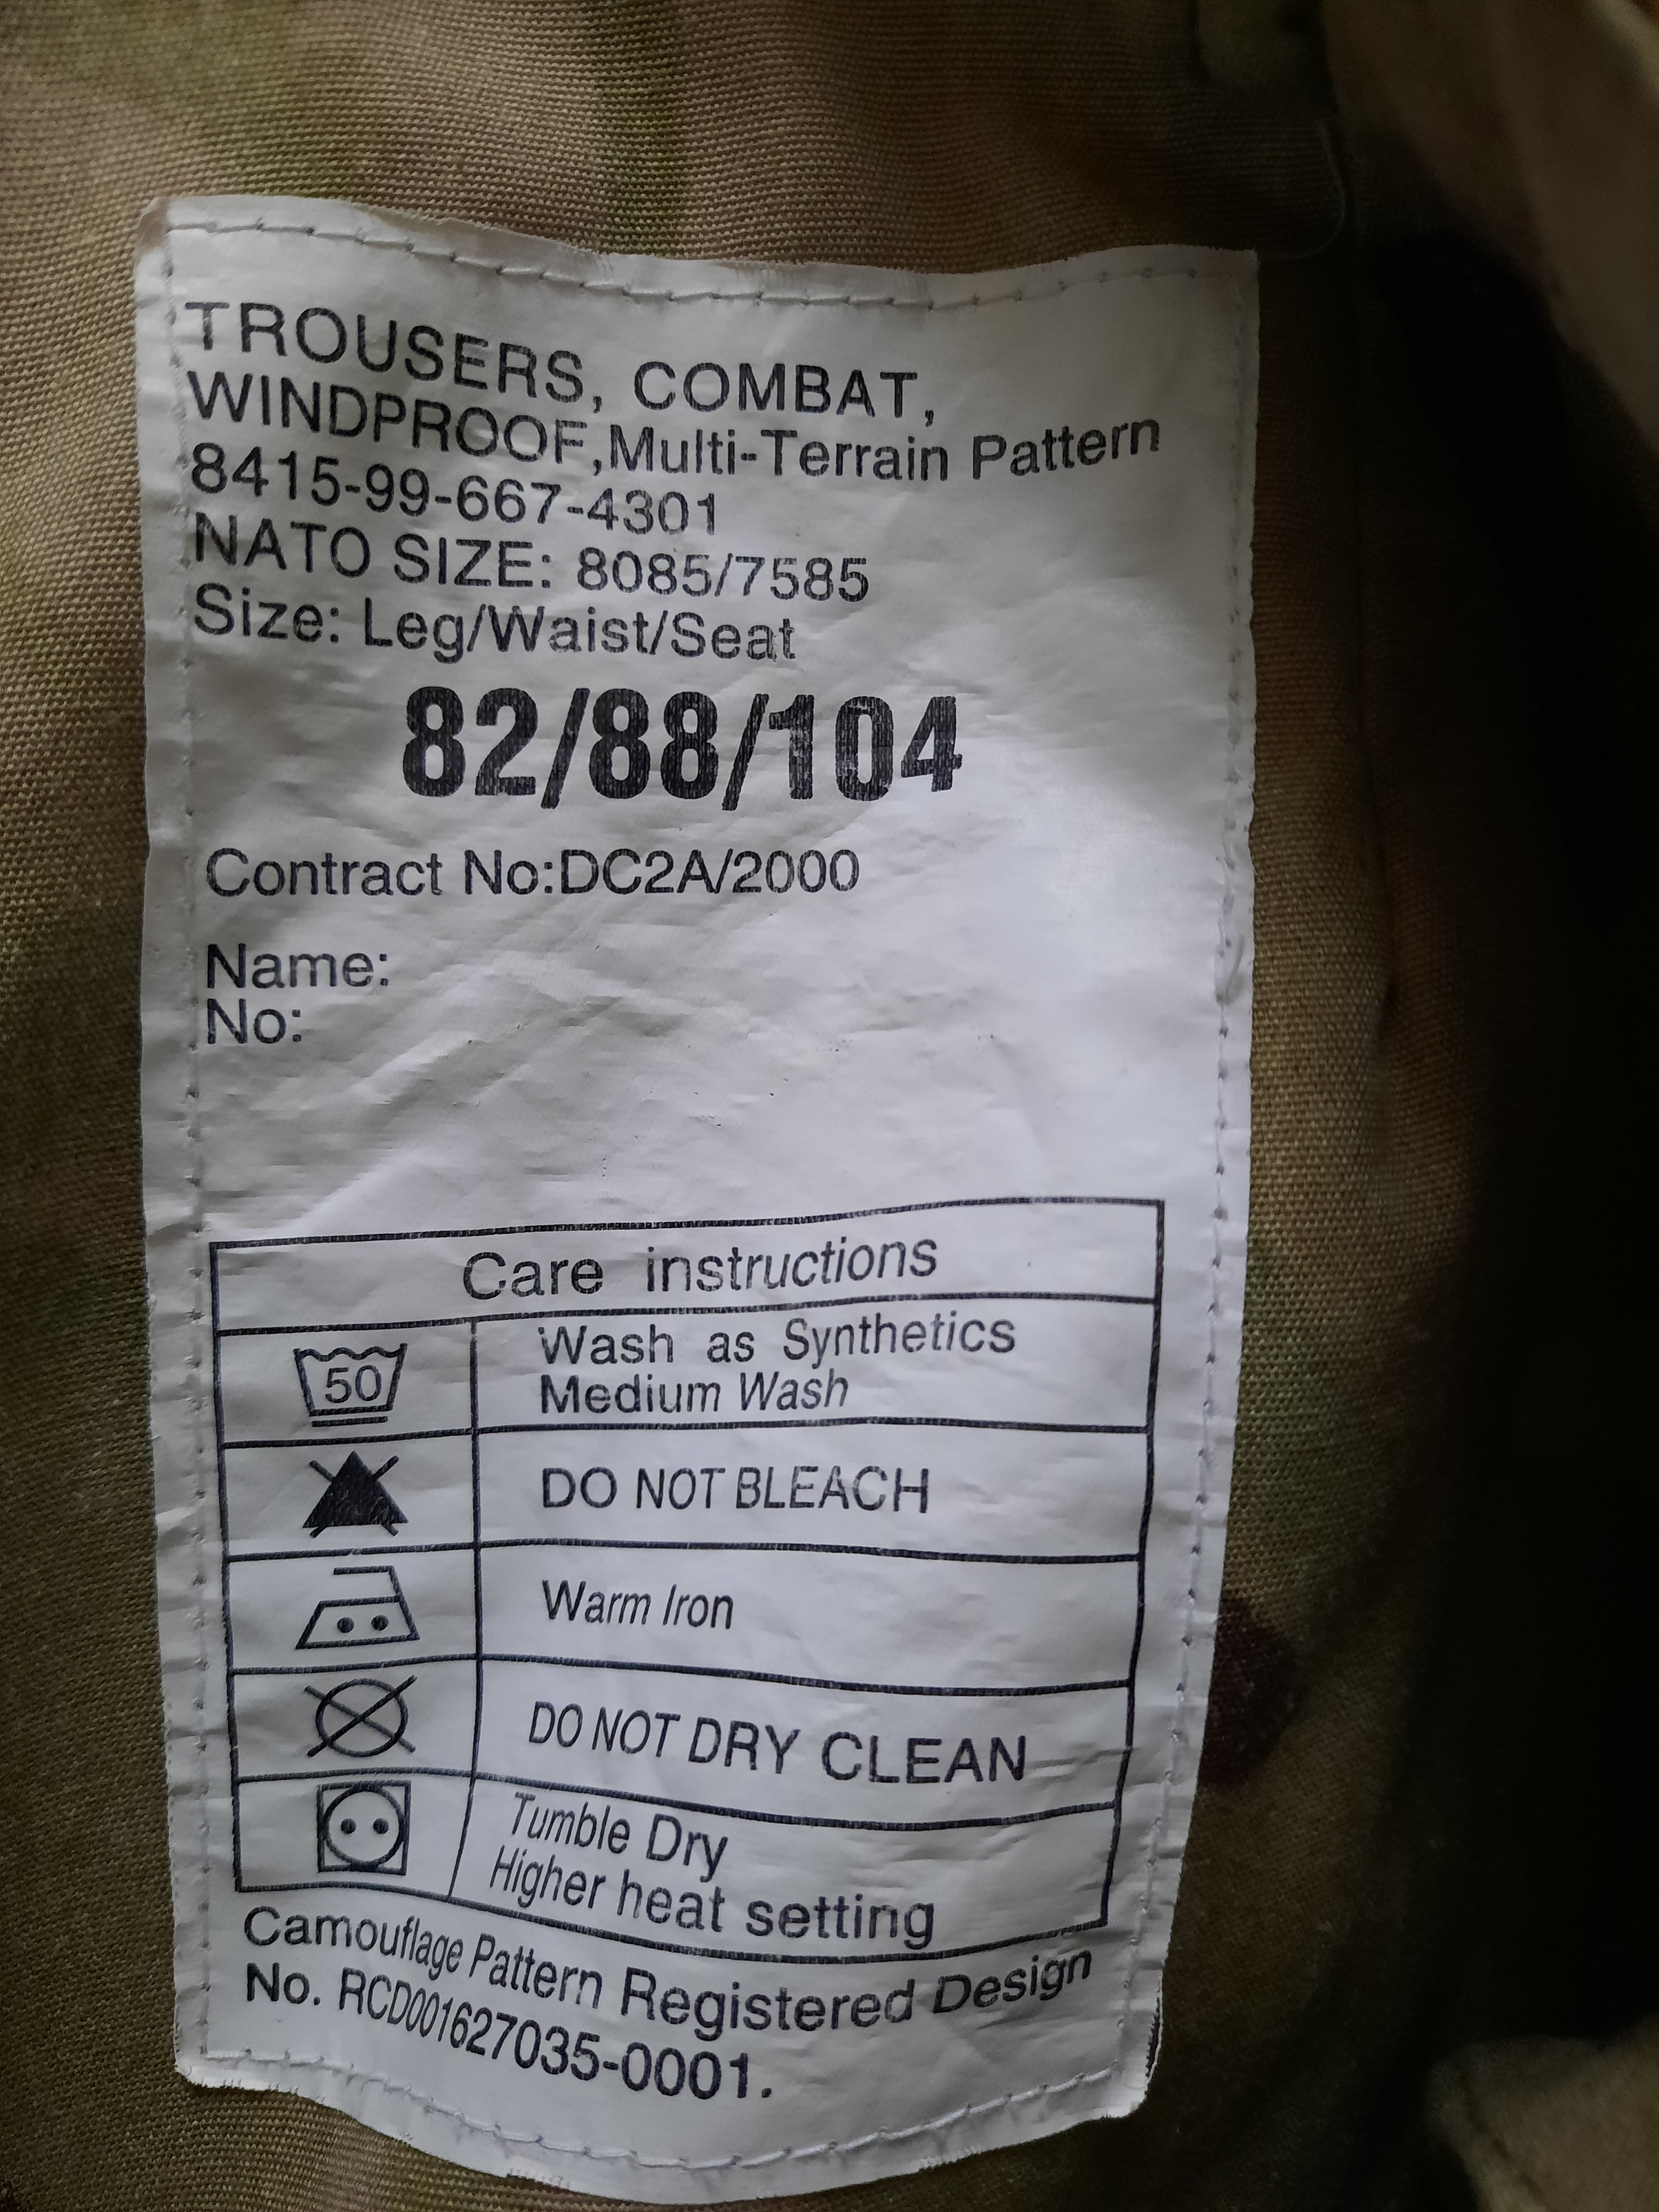 TROUSERS, COMBAT,
WINDPROOF,Multi-Terrain Pattern
8415-99-667-4301
NATO SIZE: 8085/7585
Size: Leg/Waist/Seat
82/88/104
Contract No:DC2A/2000
Name:
No:
Care instructions
50
Wash as Synthetics
Medium Wash
DO NOT BLEACH
Warm Iron
DO NOT DRY CLEAN
Tumble Dry
Higher heat setting
Camouflage Pattern Registered Design
No. RCD001627035-0001.